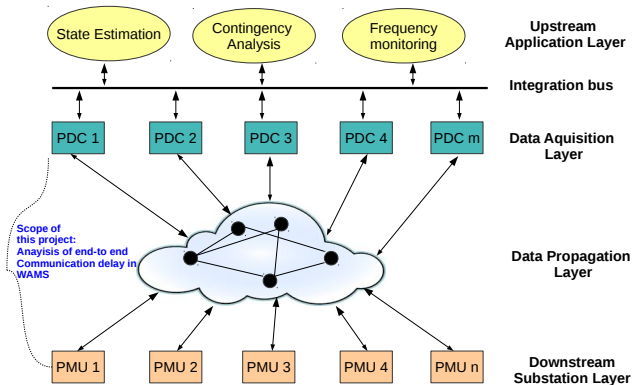 State Estimation
Contingency
Analysis
Frequency
monitoring
Upstream
Application Layer
Integration bus
PDC 1
PDC 2
PDC 3
PDC 4
PDC m
Data Aquisition
Layer
Scope of
this project:
Anayisis of end-to end
Communication delay in
WAMS
Data Propagation
Layer
PMU 1
PMU 2
PMU 3
PMU 4
PMU n
Downstream
Substation Layer